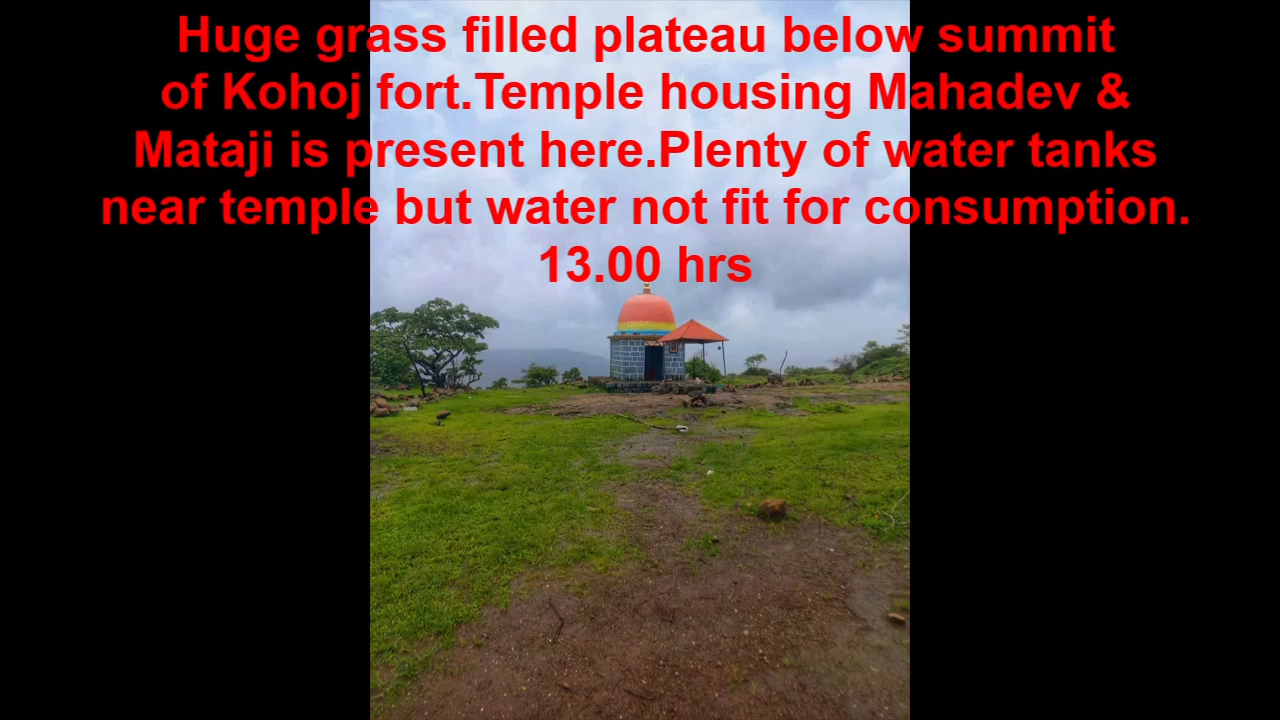 Huge grass filled plateau below summit
of Kohoj fort.Temple housing Mahadev &
Mataji is present here.Plenty of water tanks
near temple but water not fit for consumption.
13.00 hrs